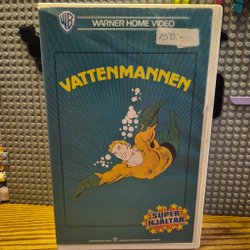 WB
WARNER HOME VIDEO
150,-
VATTENMANNEN
SUPER
HJÄLTAR